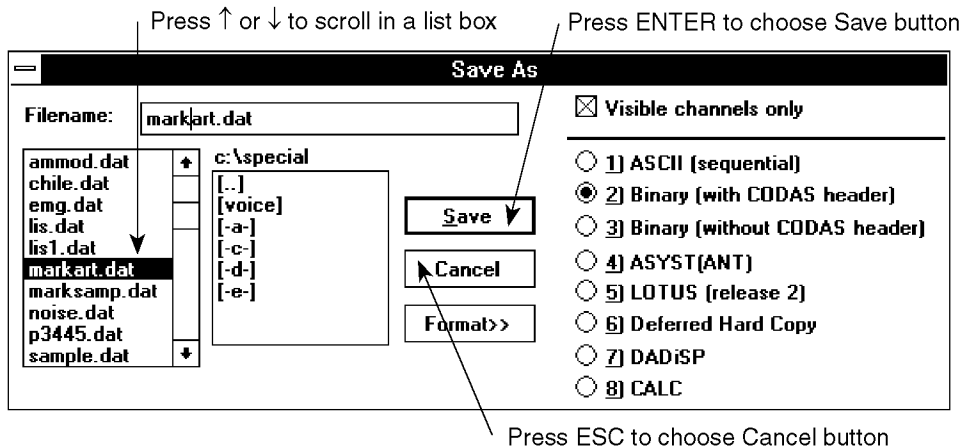 Press ↑ or ↓ to scroll in a list box
Press ENTER to choose Save button
Save As
Filename:
markart.dat
ammod.dat
chile.dat
emg.dat
lis.dat
lis1.dat
markart.dat
marksamp.dat
noise.dat
p3445.dat
sample.dat
c:\special
[..]
[voice]
[-a-]
[-c-]
[-d-]
[-e-]
Save
Cancel
Format>>
Visible channels only
1) ASCII (sequential)
2) Binary (with CODAS header)
3) Binary (without CODAS header)
4) ASYST(ANT)
5) LOTUS (release 2)
6) Deferred Hard Copy
7) DADiSP
8) CALC
Press ESC to choose Cancel button